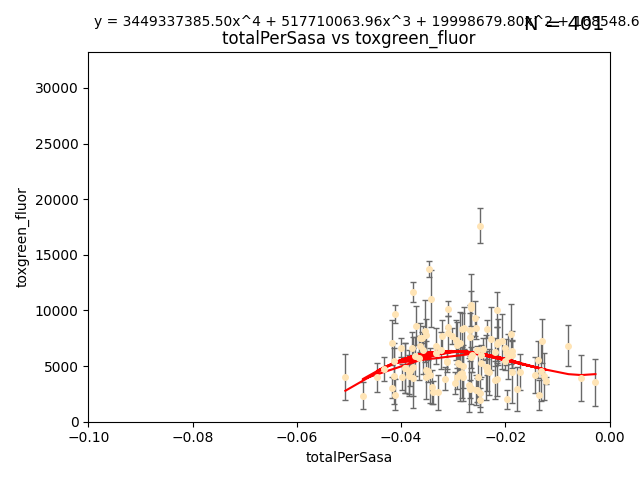 y = 3449337385.50x^4 + 517710063.96x^3 + 19998679.80x^2 +
N = 401
totalPerSasa vs toxgreen_fluor
30000
25000
20000
15000
10000
5000
0
toxgreen_fluor
−0.10 −0.08 −0.06 −0.04 −0.02 0.00
totalPerSasa